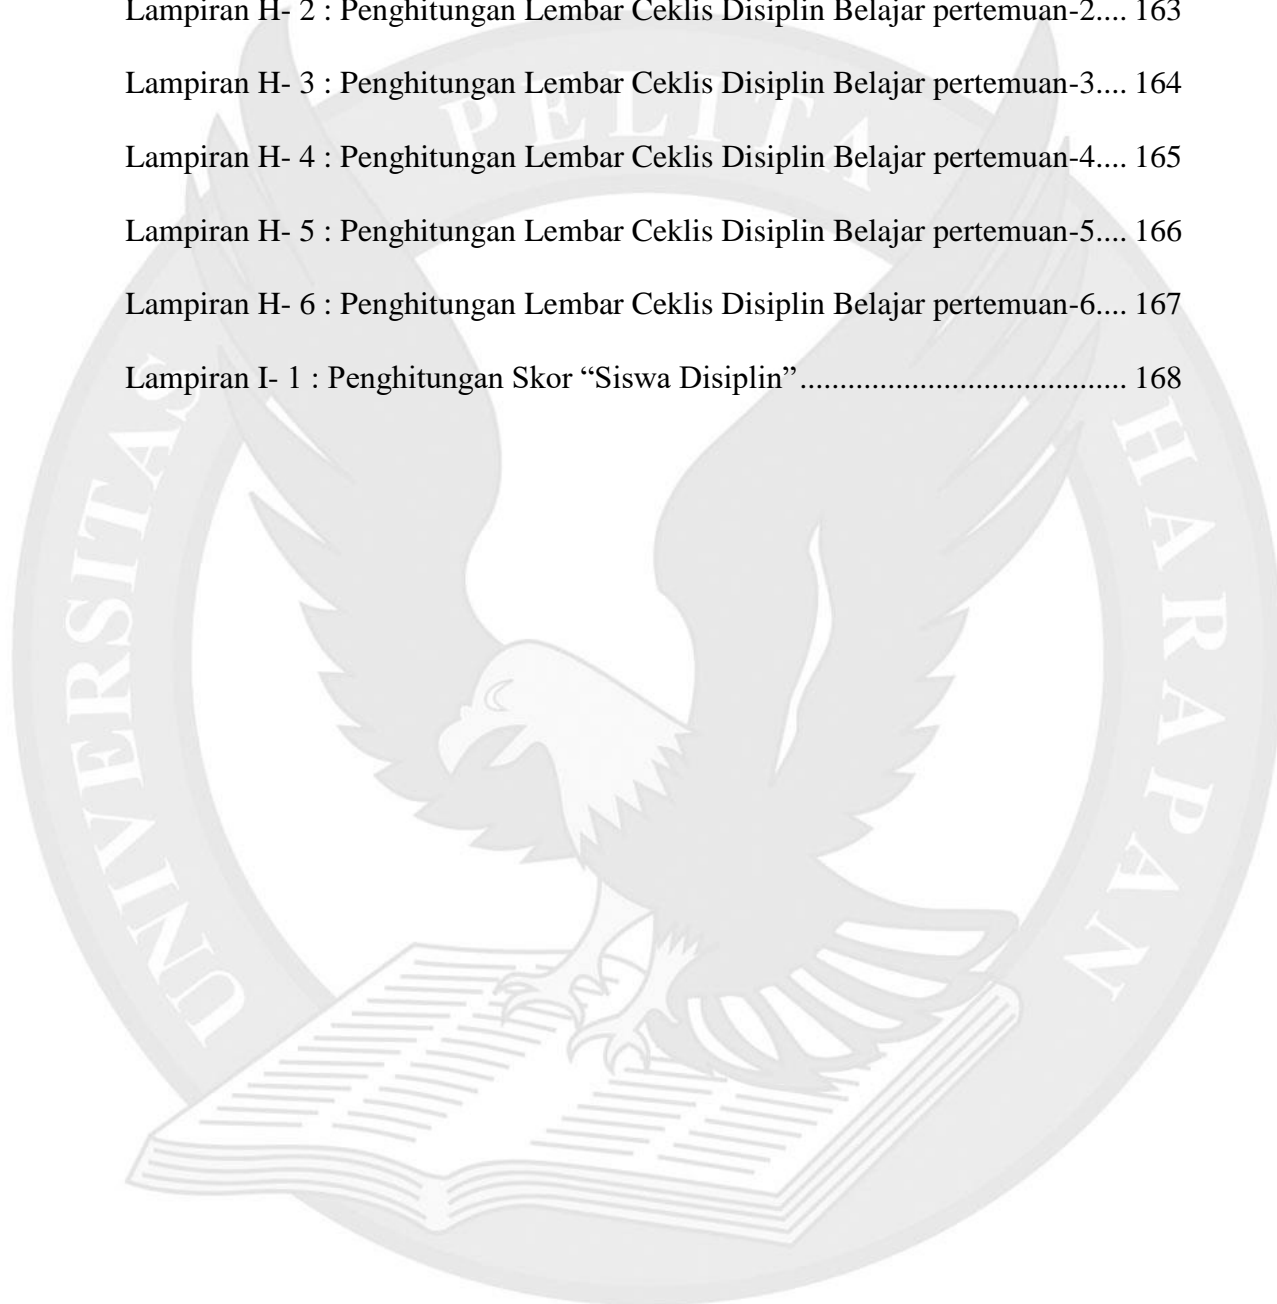 Lampiran H- 2 : Penghitungan Lembar Ceklis Disiplin Belajar pertemuan-2.... 163
Lampiran H- 3 : Penghitungan Lembar Ceklis Disiplin Belajar pertemuan-3.... 164
Lampiran H- 4 : Penghitungan Lembar Ceklis Disiplin Belajar pertemuan-4.... 165
Lampiran H- 5 : Penghitungan Lembar Ceklis Disiplin Belajar pertemuan-5.... 166
Lampiran H- 6 : Penghitungan Lembar Ceklis Disiplin Belajar pertemuan-6.... 167
Lampiran I- 1 : Penghitungan Skor “Siswa Disiplin”......................................... 168
UNIVERSITAS PELITA HARAPAN